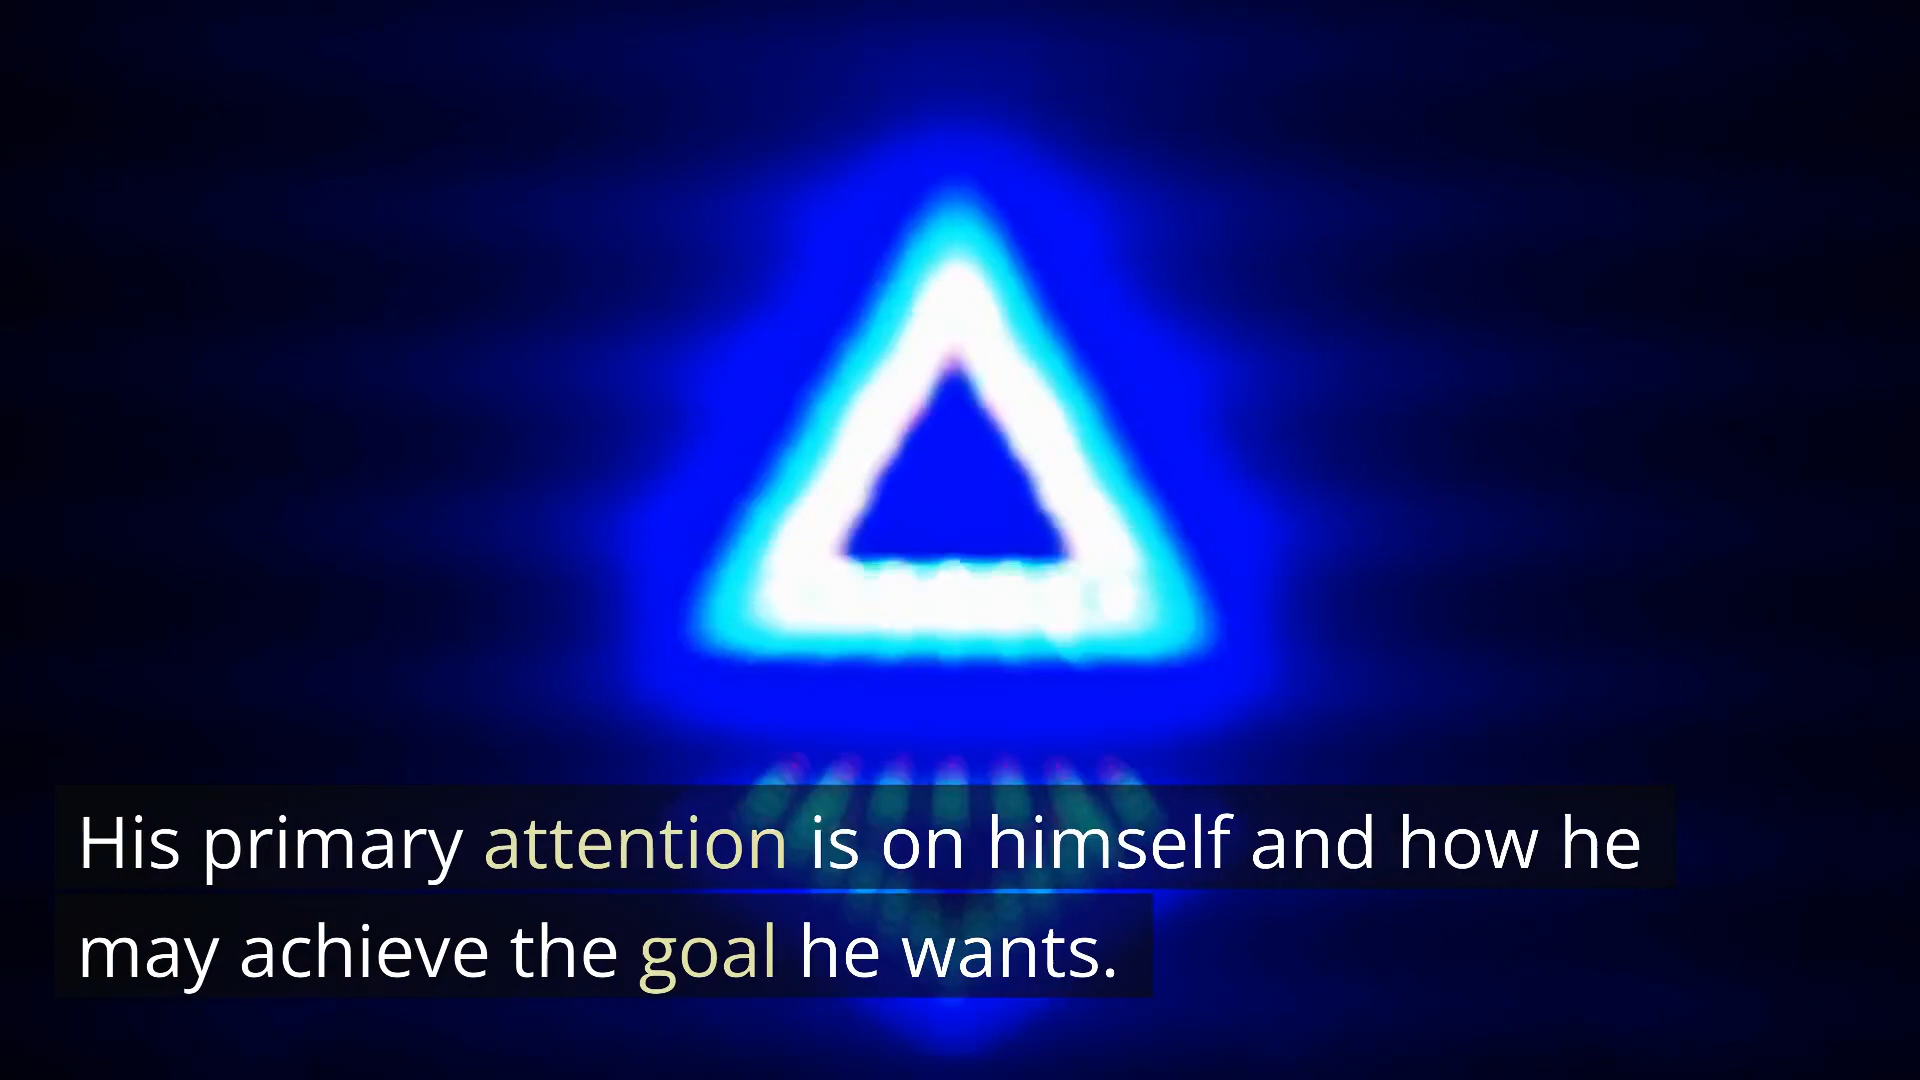 His primary attention is on himself and how he
may achieve the goal he wants.